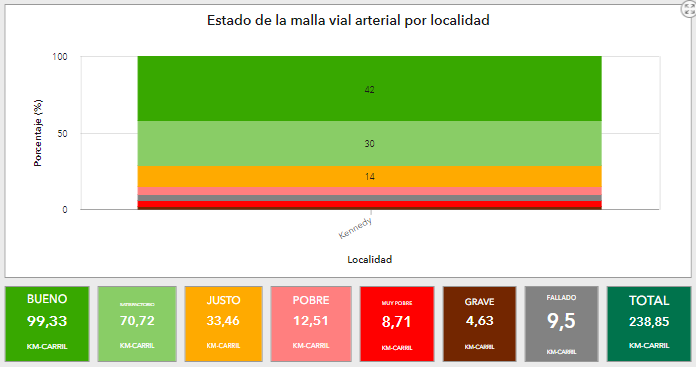 Estado de la malla vial arterial por localidad
100
50
0
Porcentaje (%)
42
30
14
Kennedy
Localidad
BUENO
99,33
KM-CARRIL
SATISFACTORIO
70,72
KM-CARRIL
JUSTO
33,46
KM-CARRIL
POBRE
12,51
KM-CARRIL
MUY POBRE
8,71
KM-CARRIL
GRAVE
4,63
KM-CARRIL
FALLADO
9,5
KM-CARRIL
TOTAL
238,85
KM-CARRIL